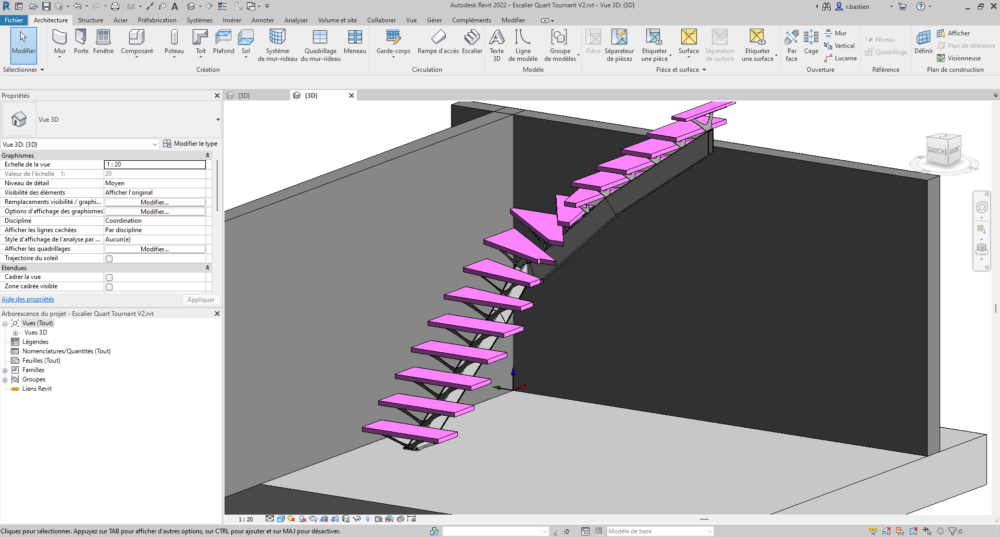 Autodesk Revit 2022 - Escalier Quart Tournant V2.rvt - Vue 3D: {3D}
r.bastien
Fichier Architecture Structure Acier Préfabrication Systèmes Insérer Annoter Analyser Volume et site Collaborer Vue Gérer Compléments Modifier
Modifier
Mur Porte Fenêtre Composant Poteau Toit Plafond Sol Système de mur-rideau Quadrillage du mur-rideau Meneau
Garde-corps Rampe d'accès Escalier
Texte 3D Ligne de modèle Groupe de modèles
Pièce Séparateur de pièces Etiqueter une pièce Surface Séparation de surface Etiqueter une surface
Par face Cage Mur
Vertical
Lucarne
Niveau
Quadrillage
Définir Afficher
Plan de référence
Visionneuse
Sélectionner Création Circulation Modèle Pièce et surface Ouverture Référence Plan de construction
Propriétés
{3D} {3D}
Vue 3D
Vue 3D: {3D} Modifier le type
Graphismes
Echelle de la vue 1 : 20
Valeur de l'échelle 1: 20
Niveau de détail Moyen
Visibilité des éléments Afficher l'original
Remplacements visibilité / graphi... Modifier...
Options d'affichage des graphismes Modifier...
Discipline Coordination
Afficher les lignes cachées Par discipline
Style d'affichage de l'analyse par ... Aucun(e)
Afficher les quadrillages Modifier...
Trajectoire du soleil
Etendues
Cadrer la vue
Zone cadrée visible
Aide des propriétés Appliquer
Arborescence du projet - Escalier Quart Tournant V2.rvt
Vues (Tout)
Vues 3D
Légendes
Nomenclatures/Quantités (Tout)
Feuilles (Tout)
Familles
Groupes
Liens Revit
GAUCHE AVANT
1 : 20
Cliquez pour sélectionner. Appuyez sur TAB pour afficher d'autres options, sur CTRL pour ajouter et sur MAJ pour désactiver.
:0 Modèle de base :0